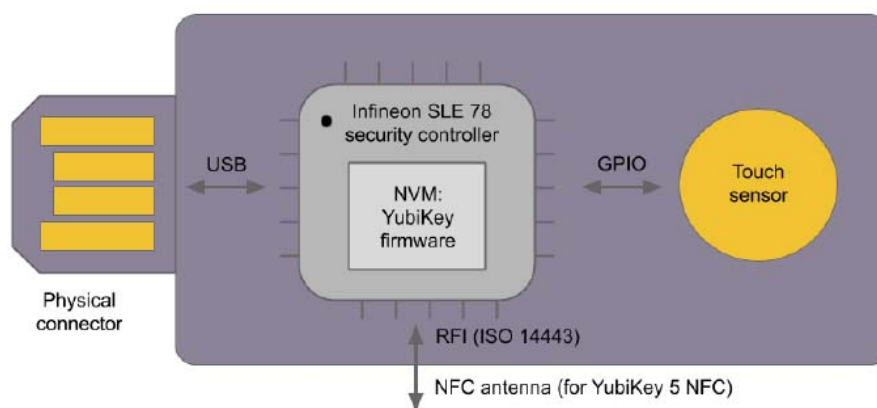 Infineon SLE 78
security controller
USB
NVM:
YubiKey
firmware
GPIO
Touch
sensor
Physical
connector
RFI (ISO 14443)
NFC antenna (for YubiKey 5 NFC)